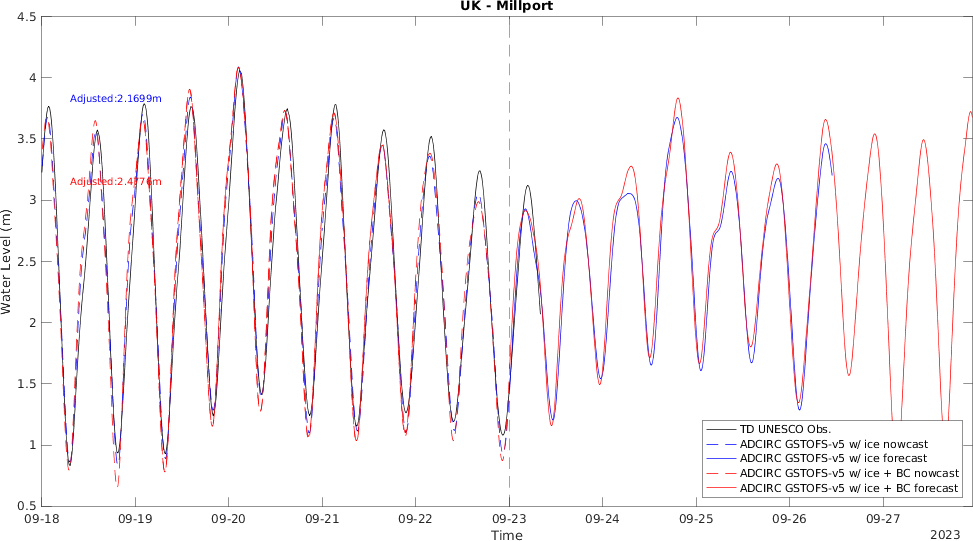 UK - Millport
4.5
4
3.5
3
2.5
2
1.5
1
0.5
Water Level (m)
Adjusted:2.1699m
Adjusted:2.4276m
TD UNESCO Obs.
ADCIRC GSTOFS-v5 w/ ice nowcast
ADCIRC GSTOFS-v5 w/ ice forecast
ADCIRC GSTOFS-v5 w/ ice + BC nowcast
ADCIRC GSTOFS-v5 w/ ice + BC forecast
09-18 09-19 09-20 09-21 09-22 09-23 09-24 09-25 09-26 09-27
Time
2023